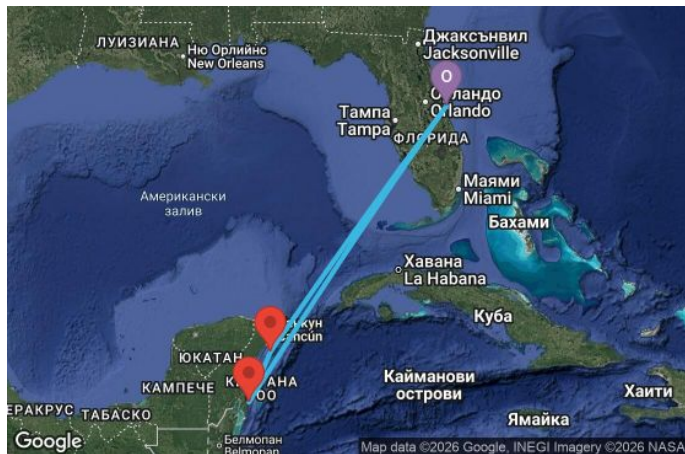 ЛУИЗИАНА
Ню Орлийнс
New Orleans
Джаксънвил
Jacksonville
O
Орландо
Orlando
Тампа
Tampa
ФЛОРИДА
Американски
залив
Маями
Miami
Бахами
Хавана
La Habana
Куба
ЮКАТАН
КАМПЕЧЕ
ОО
ТАБАСКО
Кайманови
острови
Хаити
Ямайка
Белмопан
Belmopan
Google
Map data ©2026 Google, INEGI Imagery ©2026 NASA